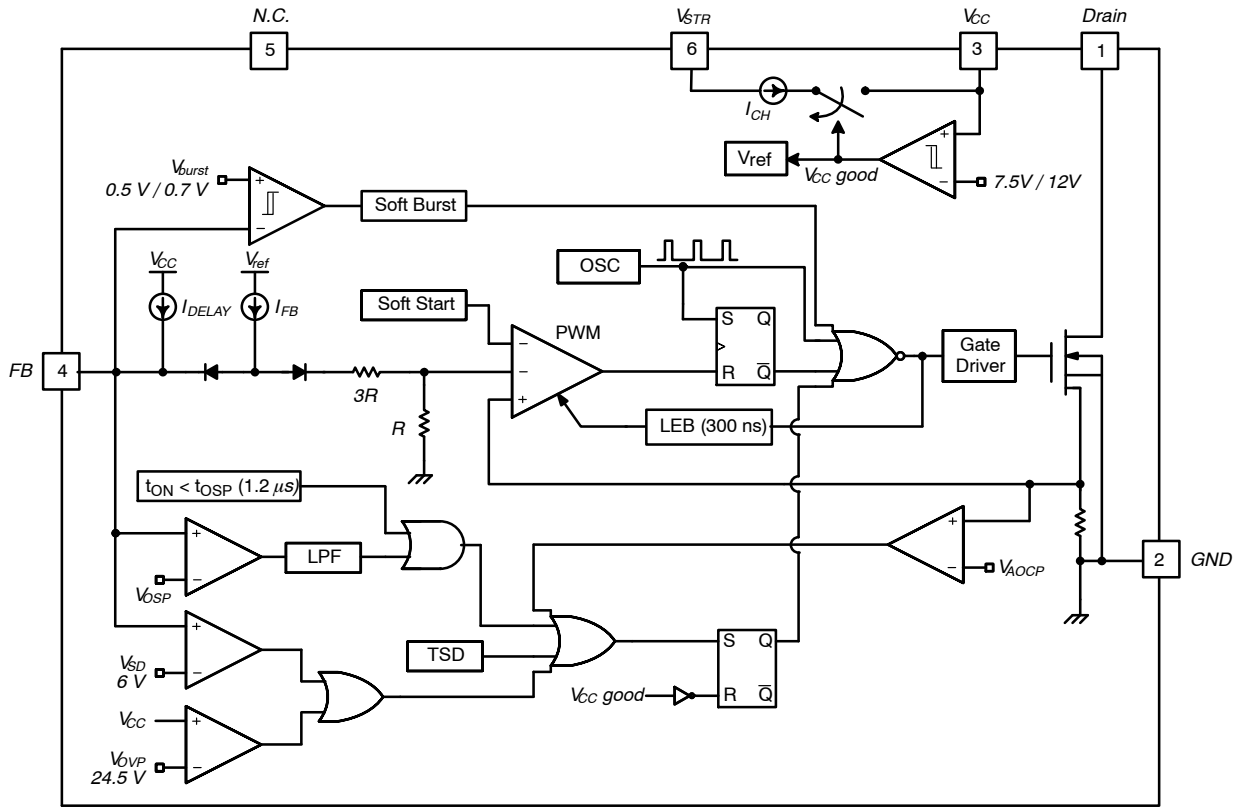 N.C.
5
VSTR
6
VCC
3
Drain
1
ICH
+
−
Vref
VCC good
7.5V / 12V
Vburst
0.5 V / 0.7 V
+
−
Soft Burst
OSC
VCC
Vref
IDELAY
IFB
Soft Start
PWM
−
−
+
S Q
R Q̅
Gate
Driver
FB
4
3R
R
LEB (300 ns)
tON < tOSP (1.2 μs)
+
−
VOSP
LPF
+
−
VAOCP
2
GND
+
−
VSD
6 V
TSD
S Q
R Q̅
VCC good
VCC
+
−
VOVP
24.5 V